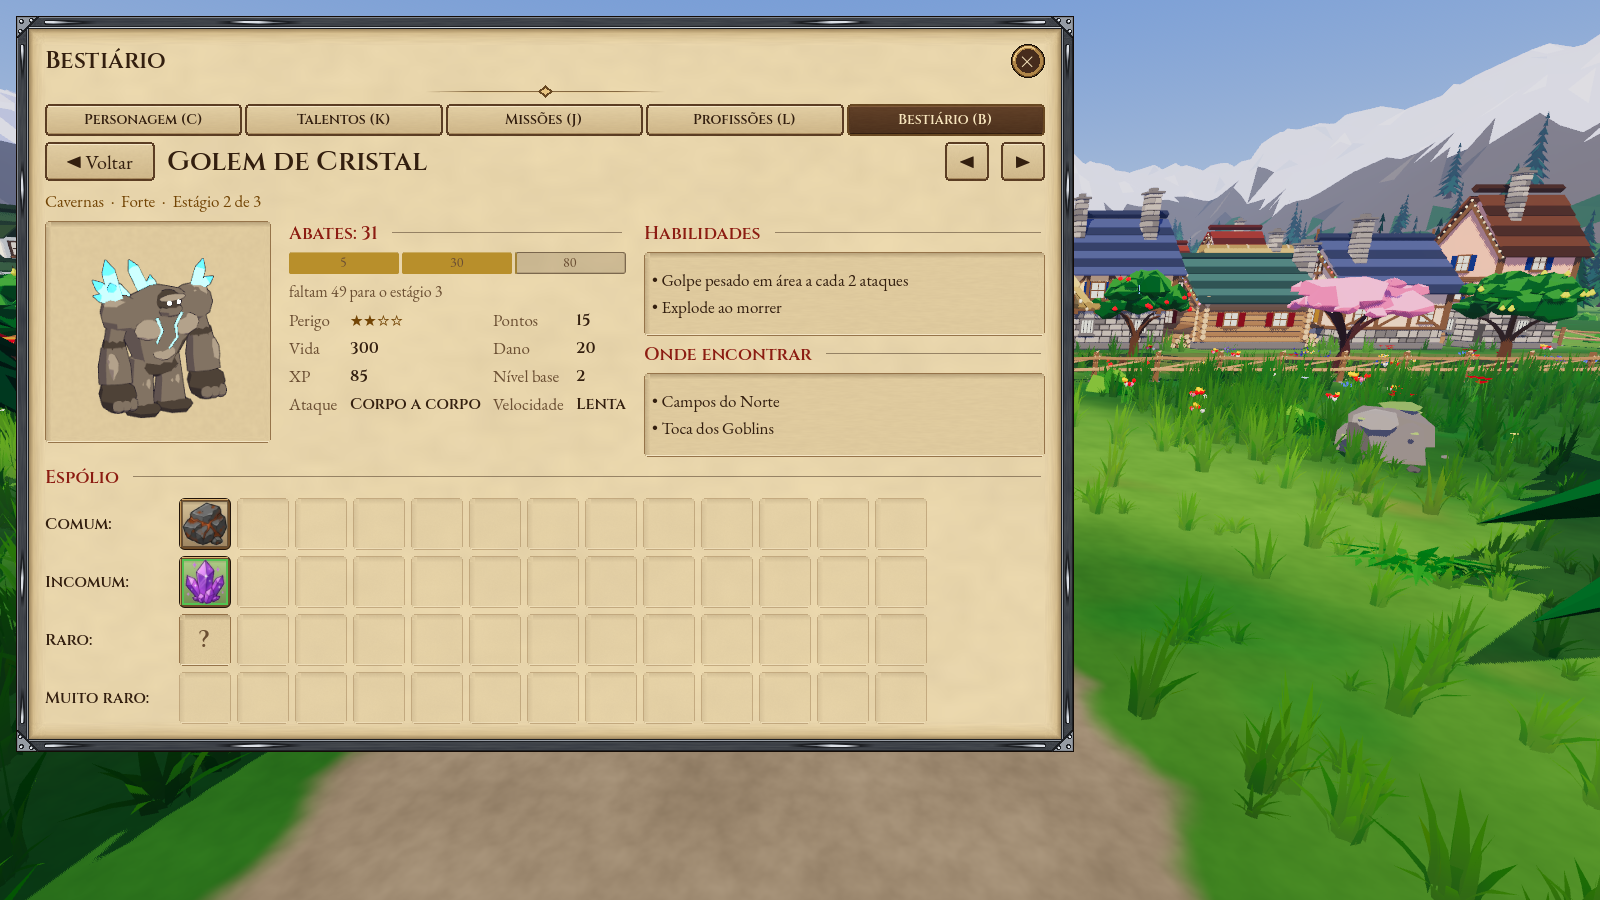 Bestiário
Personagem (C)
Talentos (K)
Missões (J)
Profissões (L)
Bestiário (B)
◀ Voltar
Golem de Cristal
◀
▶
Cavernas · Forte · Estágio 2 de 3
Abates: 31
5
30
80
faltam 49 para o estágio 3
Perigo ★★☆☆ Pontos 15
Vida 300 Dano 20
XP 85 Nível base 2
Ataque Corpo a corpo Velocidade Lenta
Habilidades
• Golpe pesado em área a cada 2 ataques
• Explode ao morrer
Onde encontrar
• Campos do Norte
• Toca dos Goblins
Espólio
Comum:
Incomum:
Raro:
?
Muito raro: